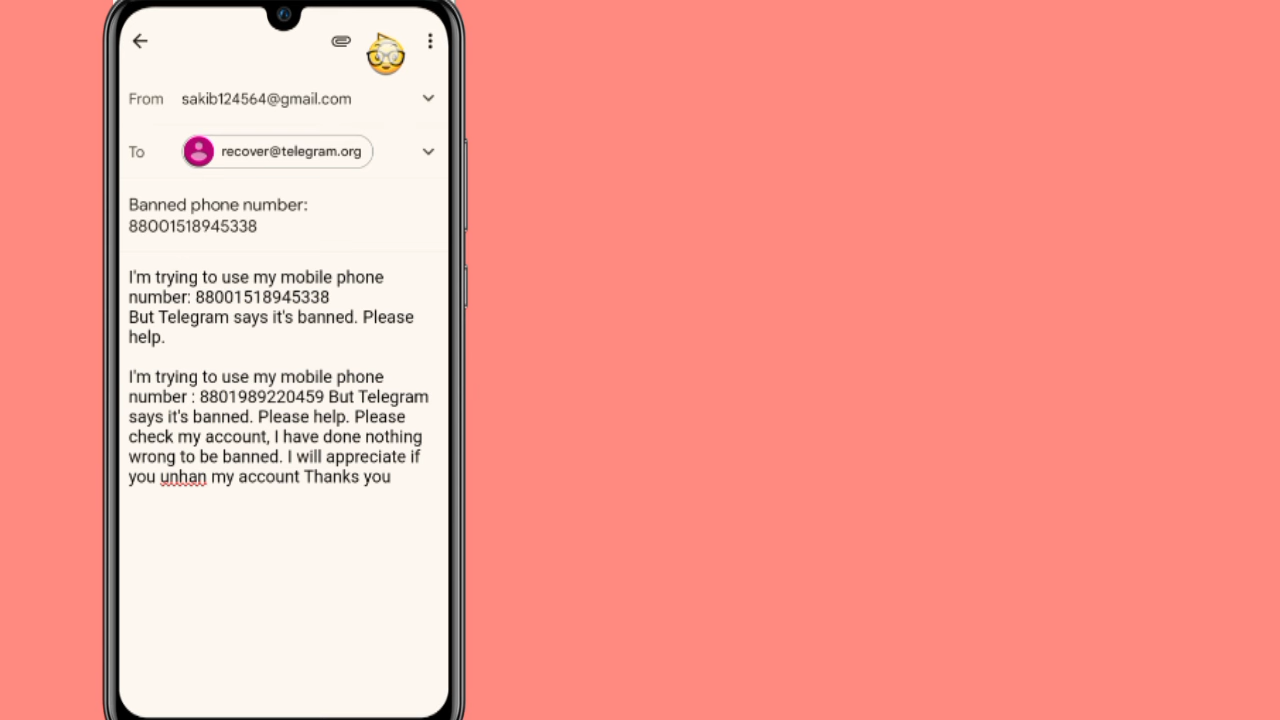 From sakib124564@gmail.com
To recover@telegram.org
Banned phone number:
88001518945338
I'm trying to use my mobile phone
number: 88001518945338
But Telegram says it's banned. Please
help.
I'm trying to use my mobile phone
number : 8801989220459 But Telegram
says it's banned. Please help. Please
check my account, I have done nothing
wrong to be banned. I will appreciate if
you unhan my account Thanks you